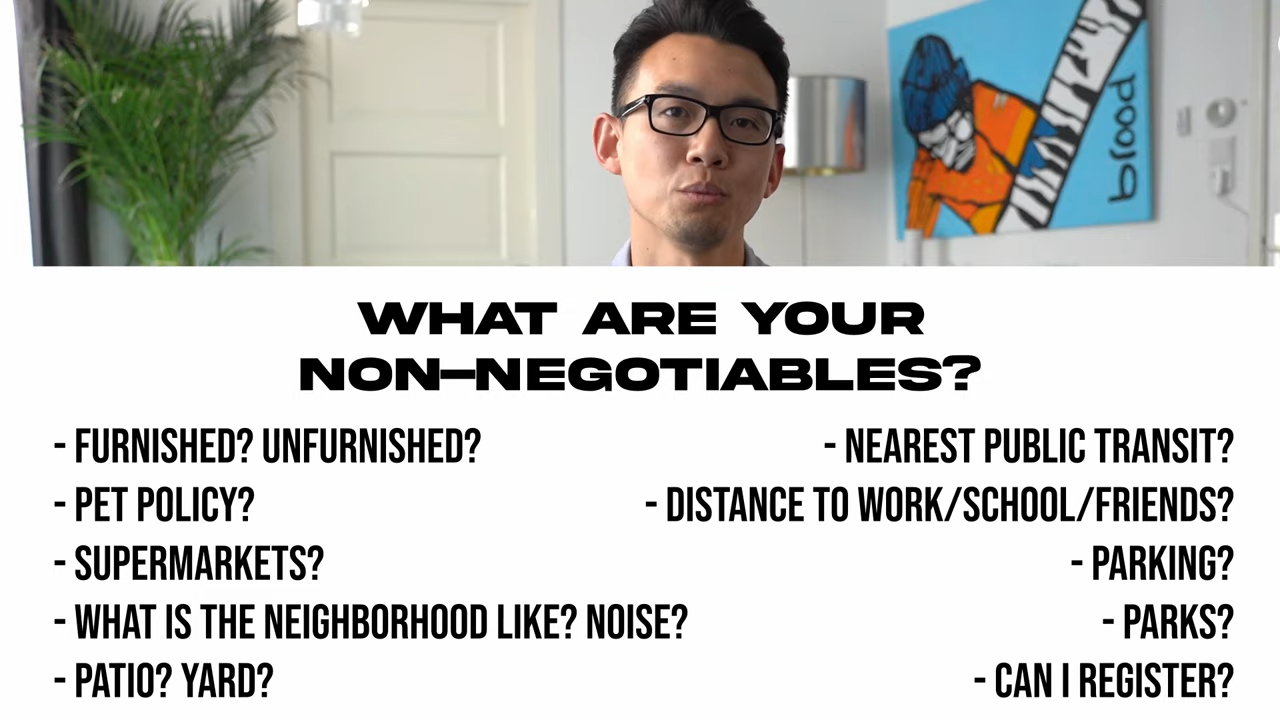 brood
WHAT ARE YOUR
NON-NEGOTIABLES?
- FURNISHED? UNFURNISHED?
- PET POLICY?
- SUPERMARKETS?
- WHAT IS THE NEIGHBORHOOD LIKE? NOISE?
- PATIO? YARD?
- NEAREST PUBLIC TRANSIT?
- DISTANCE TO WORK/SCHOOL/FRIENDS?
- PARKING?
- PARKS?
- CAN I REGISTER?